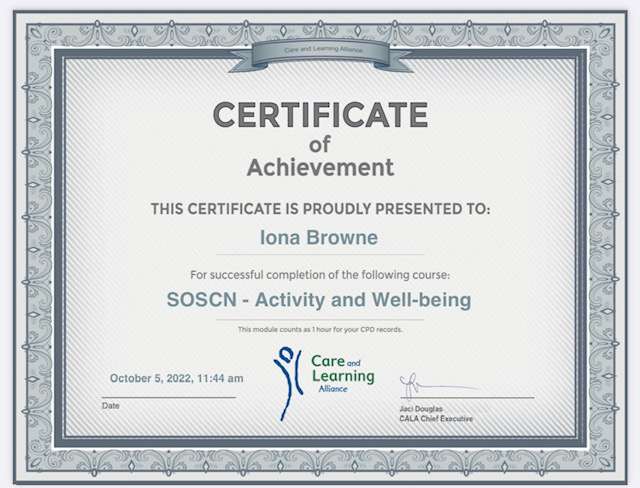 Care and Learning Alliance
CERTIFICATE
of
Achievement
THIS CERTIFICATE IS PROUDLY PRESENTED TO:
Iona Browne
For successful completion of the following course:
SOSCN - Activity and Well-being
This module counts as 1 hour for your CPD records.
Care and
Learning
Alliance
October 5, 2022, 11:44 am
Date
Jaci Douglas
CALA Chief Executive